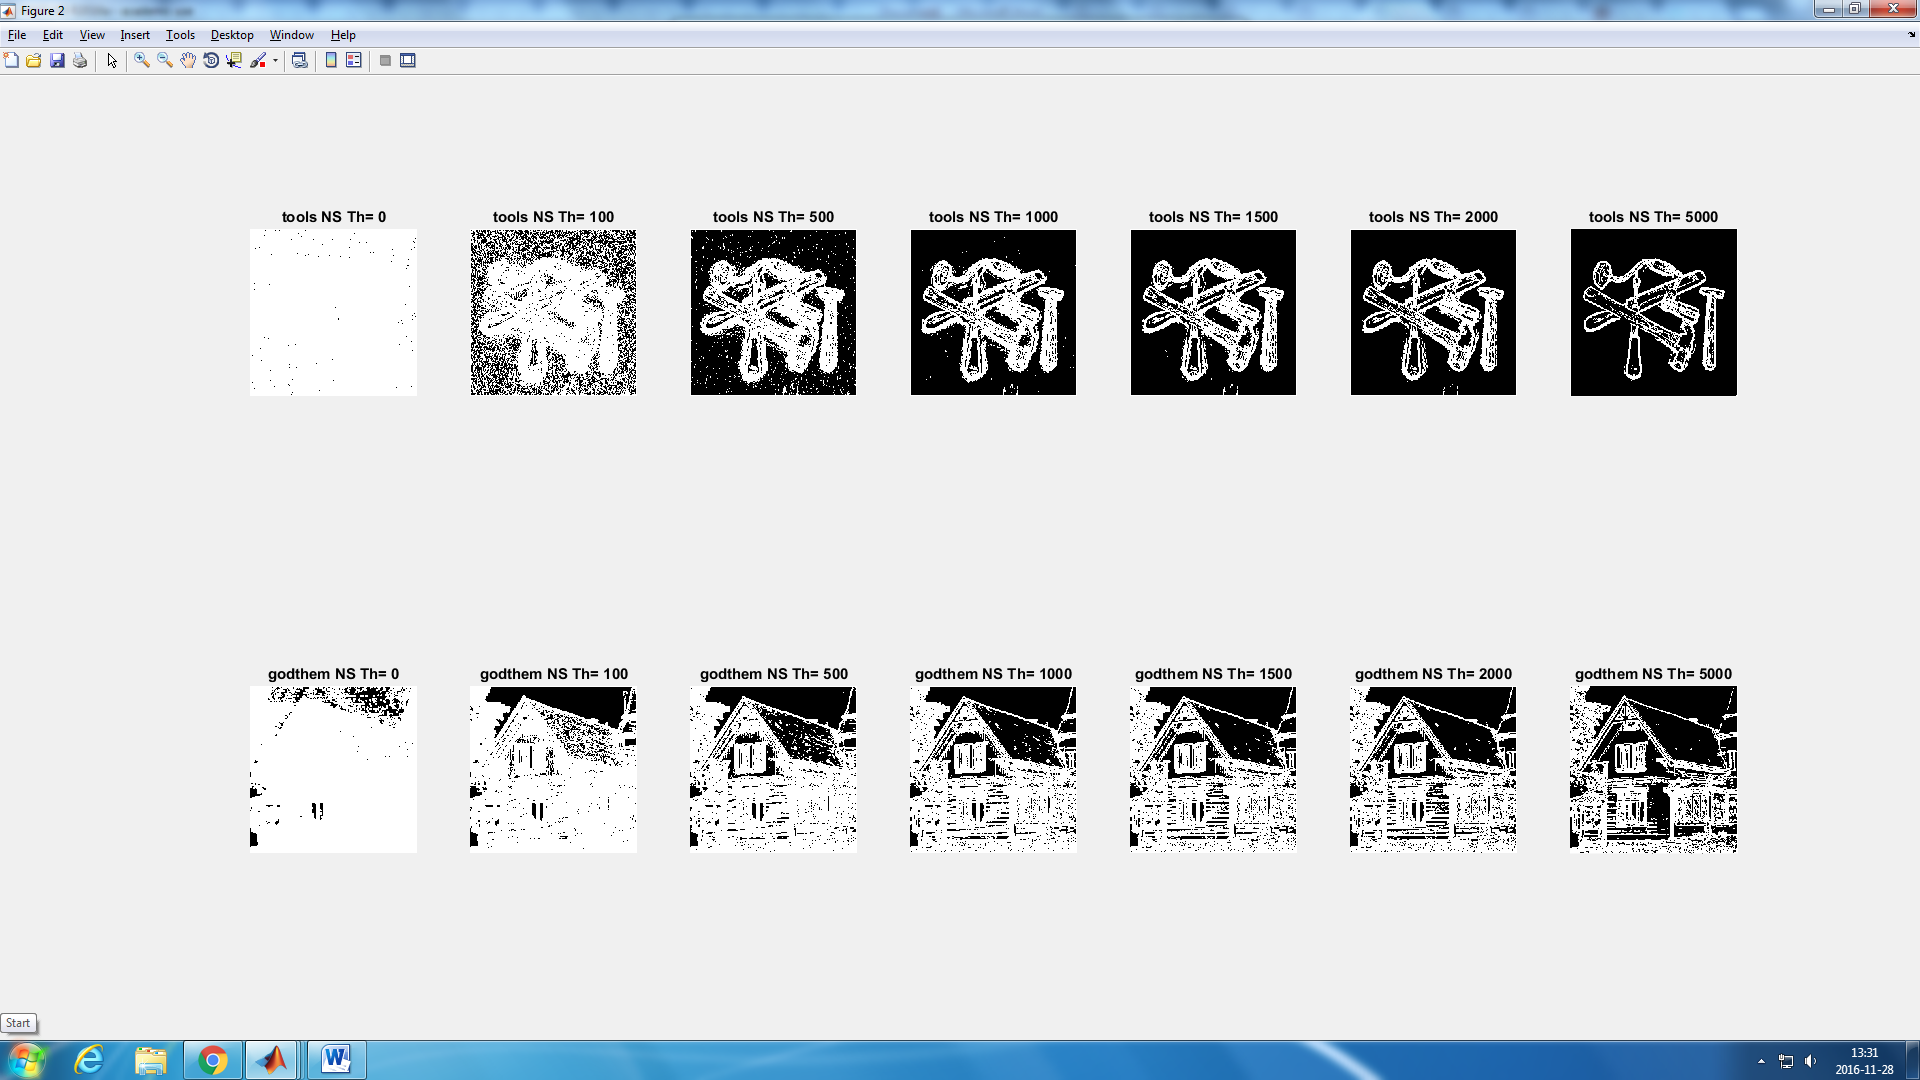 Figure 2
File Edit View Insert Tools Desktop Window Help
tools NS Th= 0 tools NS Th= 100 tools NS Th= 500 tools NS Th= 1000 tools NS Th= 1500 tools NS Th= 2000 tools NS Th= 5000
godthem NS Th= 0 godthem NS Th= 100 godthem NS Th= 500 godthem NS Th= 1000 godthem NS Th= 1500 godthem NS Th= 2000 godthem NS Th= 5000
Start
13:31
2016-11-28